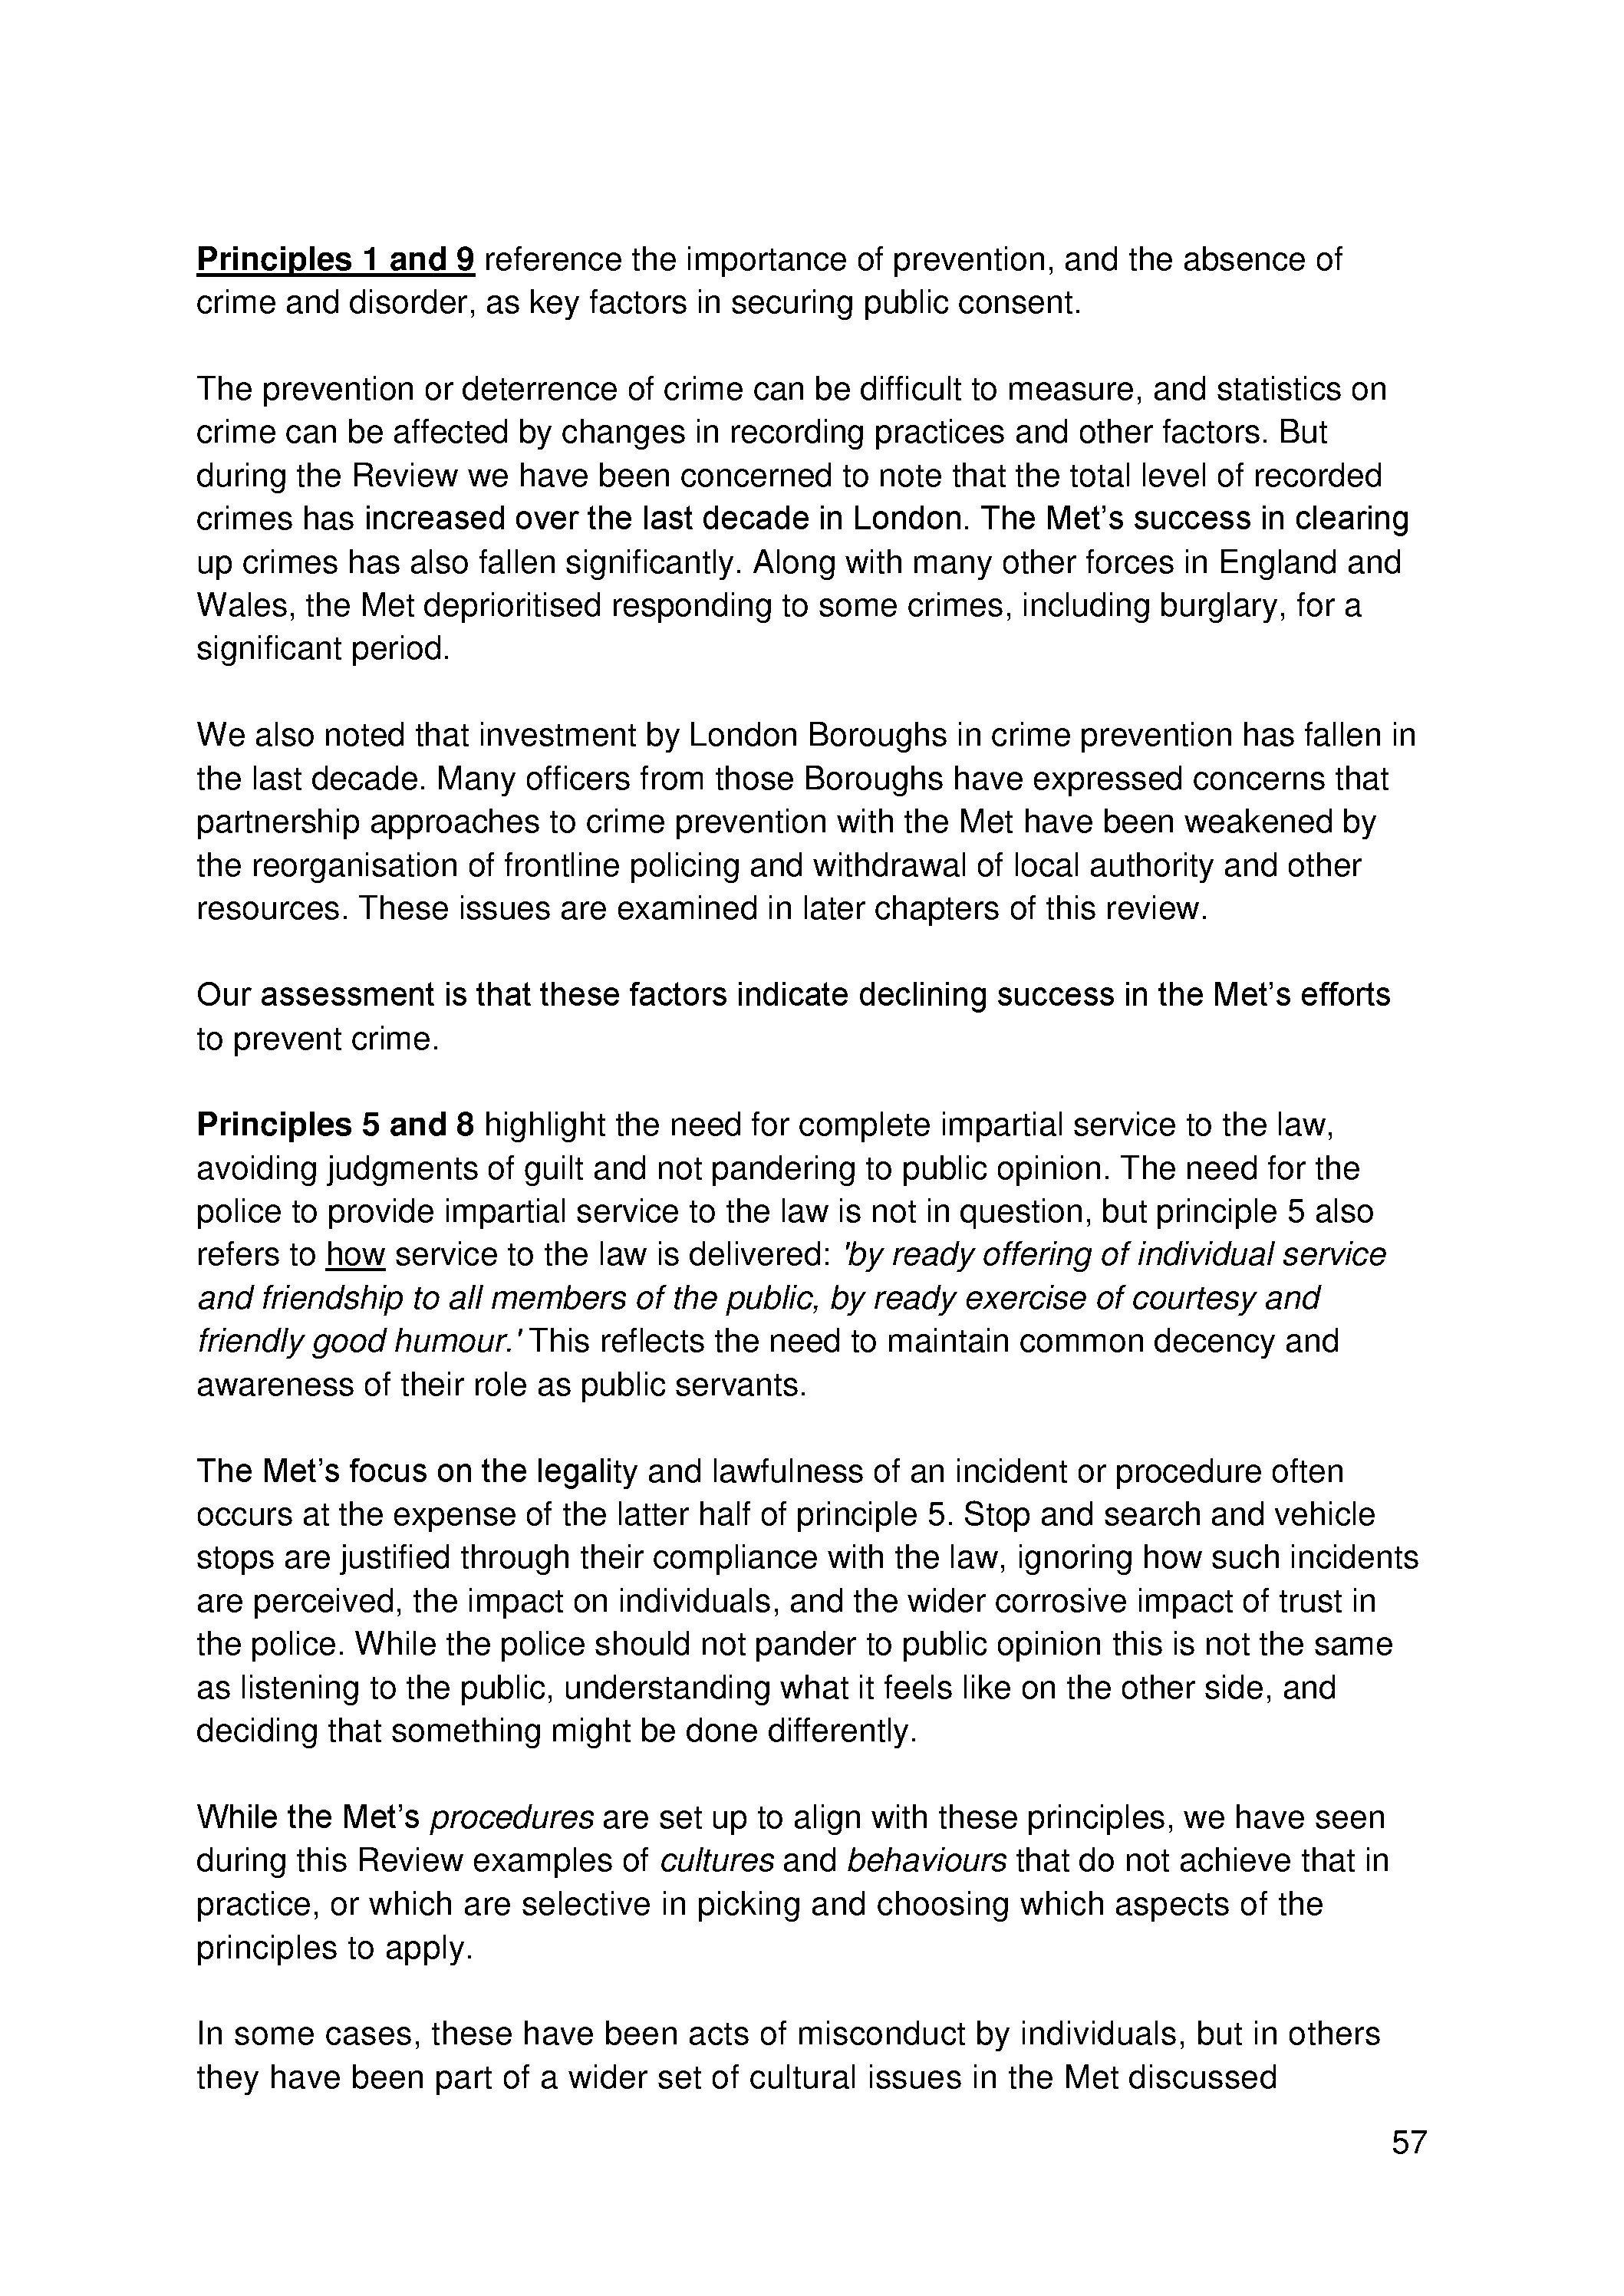 Principles 1 and 9 reference the importance of prevention, and the absence of
crime and disorder, as key factors in securing public consent.
The prevention or deterrence of crime can be difficult to measure, and statistics on
crime can be affected by changes in recording practices and other factors. But
during the Review we have been concerned to note that the total level of recorded
crimes has increased over the last decade in London. The Met’s success in clearing
up crimes has also fallen significantly. Along with many other forces in England and
Wales, the Met deprioritised responding to some crimes, including burglary, for a
significant period.
We also noted that investment by London Boroughs in crime prevention has fallen in
the last decade. Many officers from those Boroughs have expressed concerns that
partnership approaches to crime prevention with the Met have been weakened by
the reorganisation of frontline policing and withdrawal of local authority and other
resources. These issues are examined in later chapters of this review.
Our assessment is that these factors indicate declining success in the Met’s efforts
to prevent crime.
Principles 5 and 8 highlight the need for complete impartial service to the law,
avoiding judgments of guilt and not pandering to public opinion. The need for the
police to provide impartial service to the law is not in question, but principle 5 also
refers to how service to the law is delivered: 'by ready offering of individual service
and friendship to all members of the public, by ready exercise of courtesy and
friendly good humour.' This reflects the need to maintain common decency and
awareness of their role as public servants.
The Met’s focus on the legality and lawfulness of an incident or procedure often
occurs at the expense of the latter half of principle 5. Stop and search and vehicle
stops are justified through their compliance with the law, ignoring how such incidents
are perceived, the impact on individuals, and the wider corrosive impact of trust in
the police. While the police should not pander to public opinion this is not the same
as listening to the public, understanding what it feels like on the other side, and
deciding that something might be done differently.
While the Met’s procedures are set up to align with these principles, we have seen
during this Review examples of cultures and behaviours that do not achieve that in
practice, or which are selective in picking and choosing which aspects of the
principles to apply.
In some cases, these have been acts of misconduct by individuals, but in others
they have been part of a wider set of cultural issues in the Met discussed
57